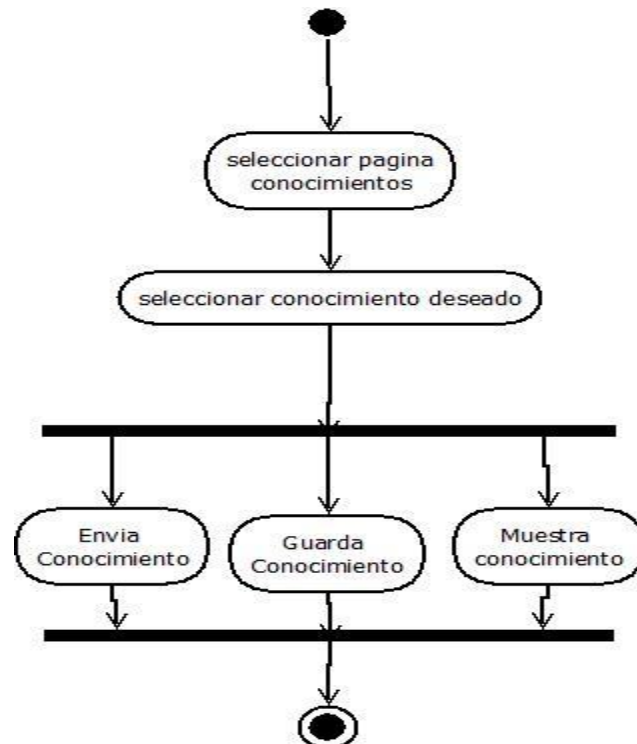 seleccionar pagina
conocimientos
seleccionar conocimiento deseado
Envia
Conocimiento
Guarda
Conocimiento
Muestra
conocimiento